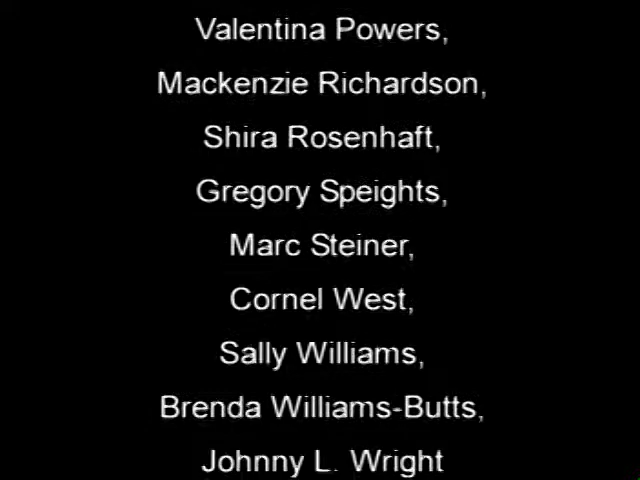 Valentina Powers,
Mackenzie Richardson,
Shira Rosenhaft,
Gregory Speights,
Marc Steiner,
Cornel West,
Sally Williams,
Brenda Williams-Butts,
Johnny L. Wright